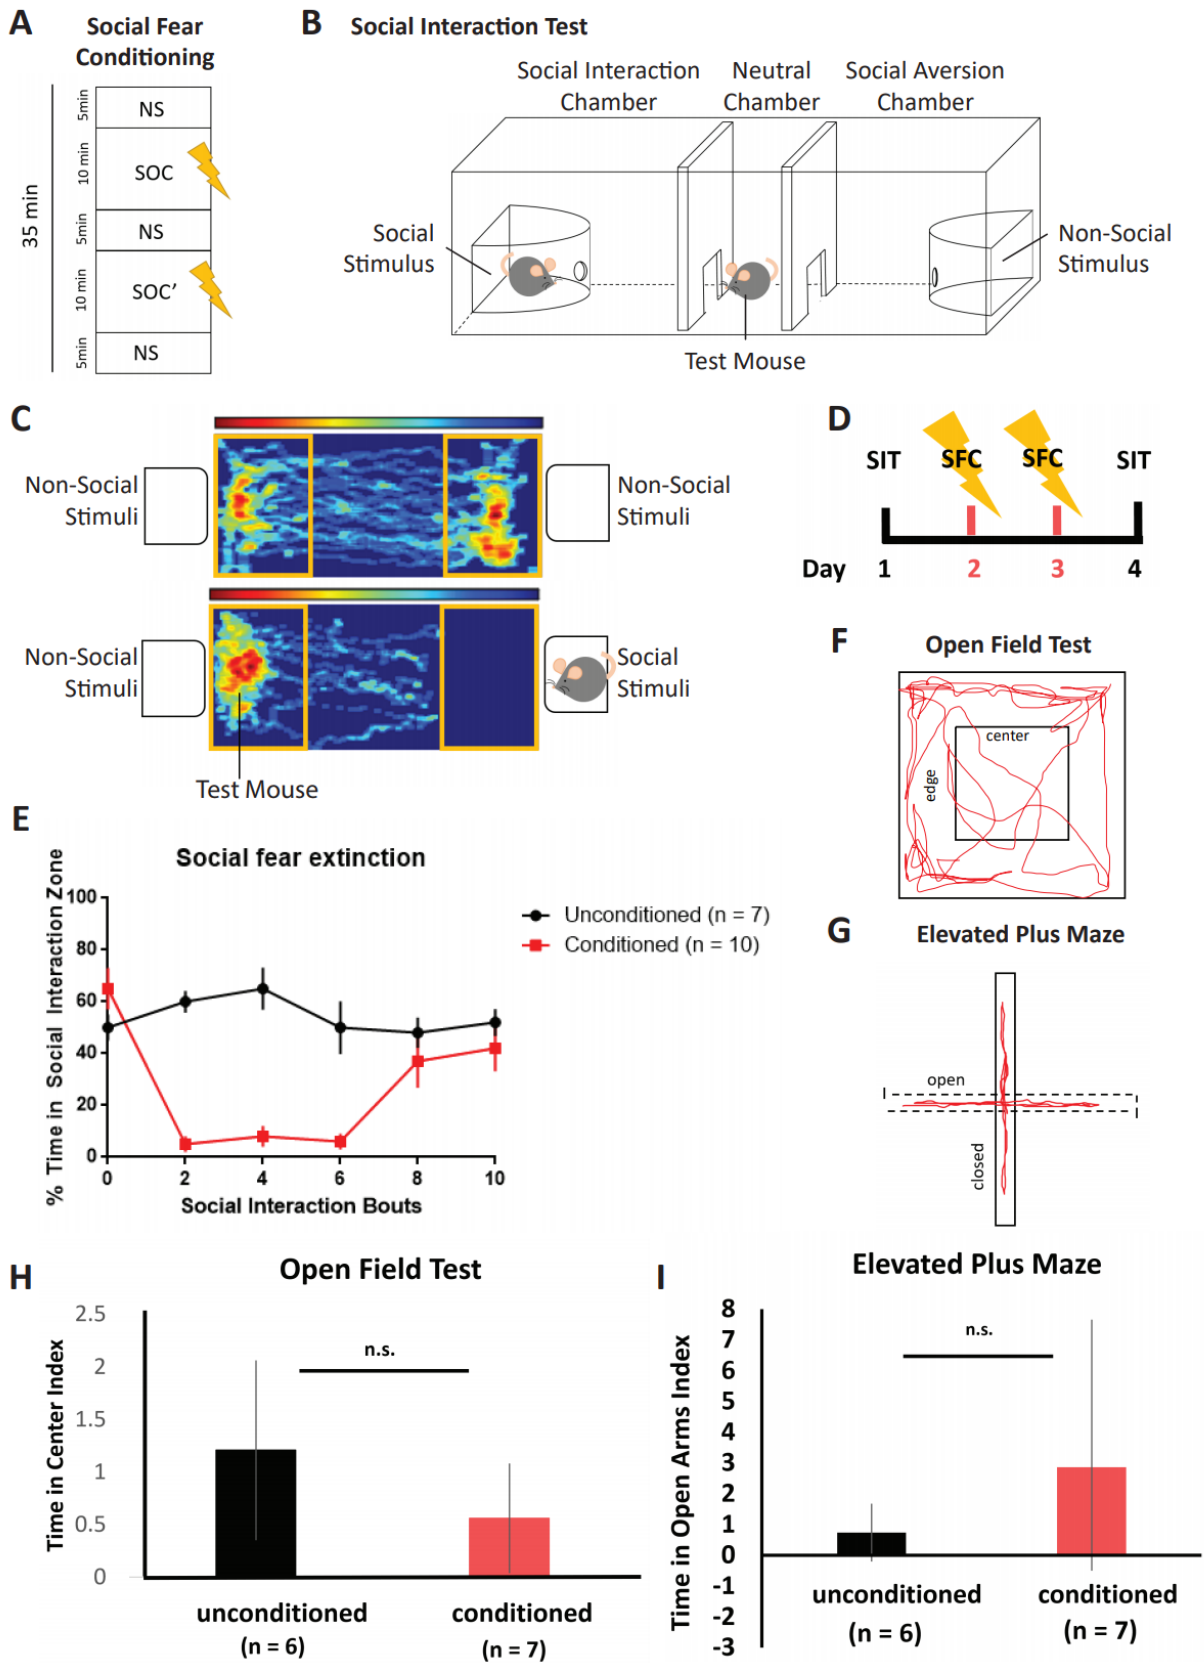 A
Social Fear
Conditioning
35 min
5min
NS
10 min
SOC
5min
NS
10 min
SOC’
5min
NS
B
Social Interaction Test
Social Interaction
Chamber
Neutral
Chamber
Social Aversion
Chamber
Social
Stimulus
Non-Social
Stimulus
Test Mouse
C
Non-Social
Stimuli
Non-Social
Stimuli
Non-Social
Stimuli
Social
Stimuli
Test Mouse
D
SIT
SFC
SFC
SIT
Day
1
2
3
4
E
Social fear extinction
% Time in Social Interaction Zone
100
80
60
40
20
0
0
2
4
6
8
10
Social Interaction Bouts
Unconditioned (n = 7)
Conditioned (n = 10)
F
Open Field Test
center
edge
G
Elevated Plus Maze
open
closed
H
Open Field Test
Time in Center Index
2.5
2
1.5
1
0.5
0
n.s.
unconditioned
(n = 6)
conditioned
(n = 7)
I
Elevated Plus Maze
Time in Open Arms Index
8
7
6
5
4
3
2
1
0
-1
-2
-3
n.s.
unconditioned
(n = 6)
conditioned
(n = 7)